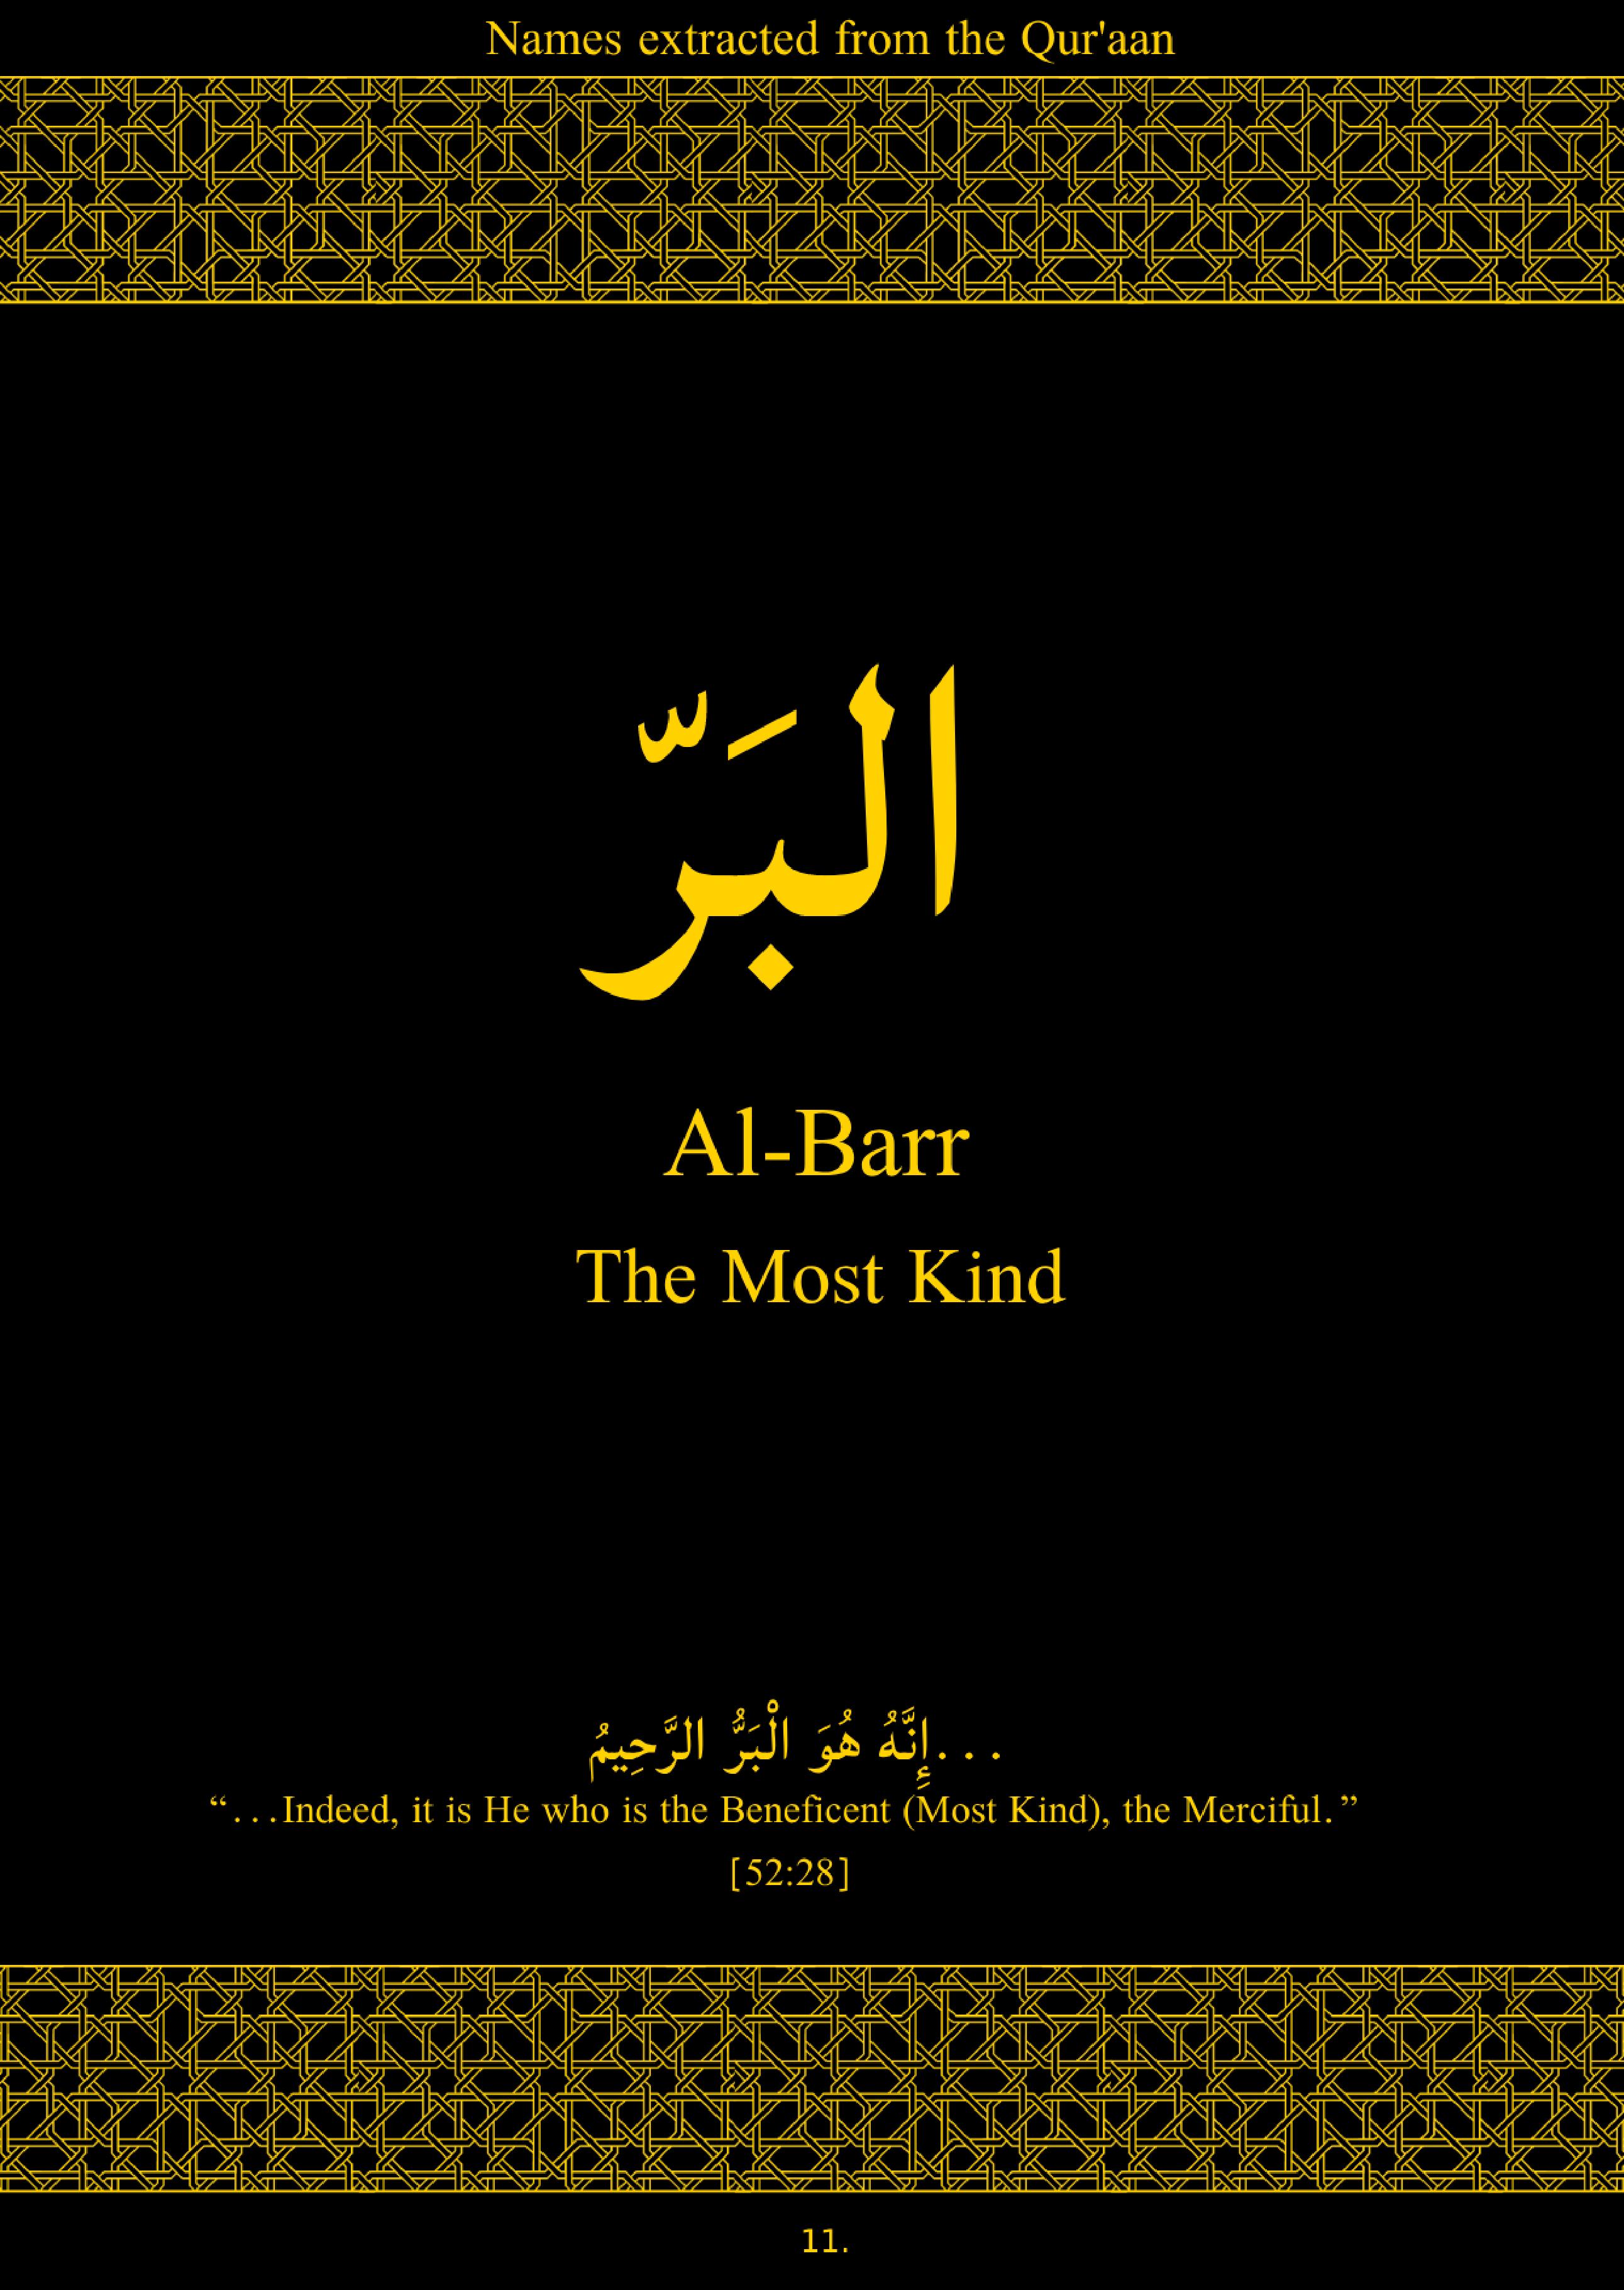 Names extracted from the Qur'aan
البَرّ
Al-Barr
The Most Kind
...إِنَّهُ هُوَ الْبَرُّ الرَّحِيمُ
“...Indeed, it is He who is the Beneficent (Most Kind), the Merciful.”
[52:28]
11.